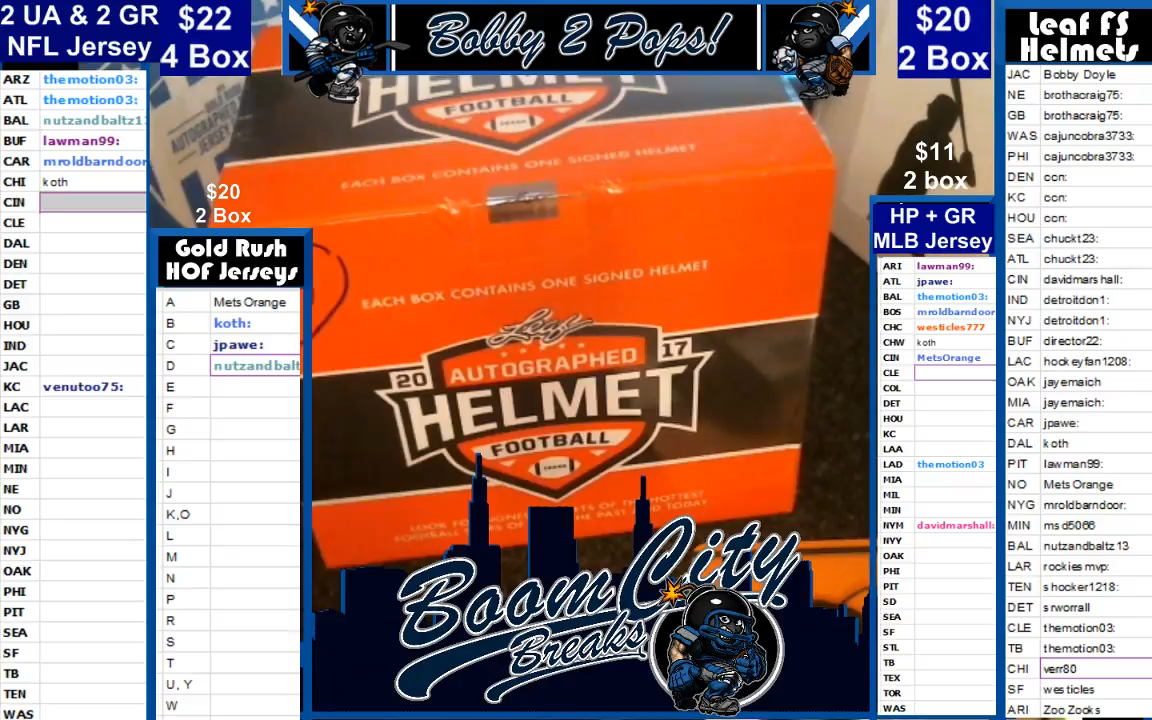 2 UA & 2 GR
NFL Jersey
$22
4 Box
ARZ themotion03:
ATL themotion03:
BAL nutzandbaltz1
BUF lawman99:
CAR mroldbarndoor
CHI koth
CIN
CLE
DAL
DEN
DET
GB
HOU
IND
JAC
KC venutoo75:
LAC
LAR
MIA
MIN
NE
NO
NYG
NYJ
OAK
PHI
PIT
SEA
SF
TB
TEN
WAS
$20
2 Box
Gold Rush
HOF Jerseys
A Mets Orange
B koth:
C jpawe:
D nutzandbalt
E
F
G
H
I
J
K,O
L
M
N
P
R
S
T
U, Y
W
Bobby 2 Pops!
HELMET
FOOTBALL
EACH BOX CONTAINS ONE SIGNED HELMET
EACH BOX CONTAINS ONE SIGNED HELMET
Leaf
20 AUTOGRAPHED 17
HELMET
FOOTBALL
Boom City
Breaks
AUTOGRAPHED
JERSEY
$20
2 Box
$11
2 box
HP + GR
MLB Jersey
ARI lawman99:
ATL jpawe:
BAL themotion03:
BOS mroldbarndoor
CHC westicles777
CHW koth
CIN MetsOrange
CLE
COL
DET
HOU
KC
LAA
LAD themotion03
MIA
MIL
MIN
NYM davidmarshall:
NYY
OAK
PHI
PIT
SD
SEA
SF
STL
TB
TEX
TOR
WAS
Leaf FS
Helmets
JAC Bobby Doyle
NE brothacraig75:
GB brothacraig75:
WAS cajuncobra3733:
PHI cajuncobra3733:
DEN ccn:
KC ccn:
HOU ccn:
SEA chuckt23:
ATL chuckt23:
CIN davidmarshall:
IND detroitdon1:
NYJ detroitdon1:
BUF director22:
LAC hockeyfan1208:
OAK jayemaich
MIA jayemaich:
CAR jpawe:
DAL koth
PIT lawman99:
NO Mets Orange
NYG mroldbarndoor:
MIN msd5066
BAL nutzandbaltz13
LAR rockies mvp:
TEN shocker1218:
DET srworrall
CLE themotion03:
TB themotion03:
CHI verr80
SF westicles
ARI Zoo Zooks